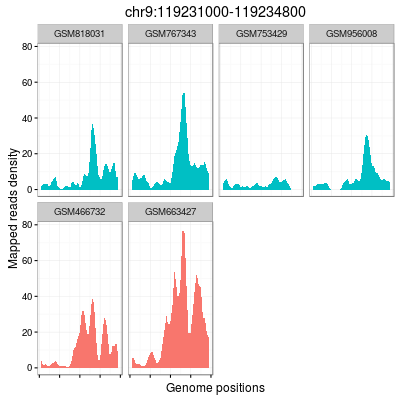 chr9:119231000-119234800
GSM818031 GSM767343 GSM753429 GSM956008
80
60
40
20
0
GSM466732 GSM663427
80
60
40
20
0
Mapped reads density
Genome positions